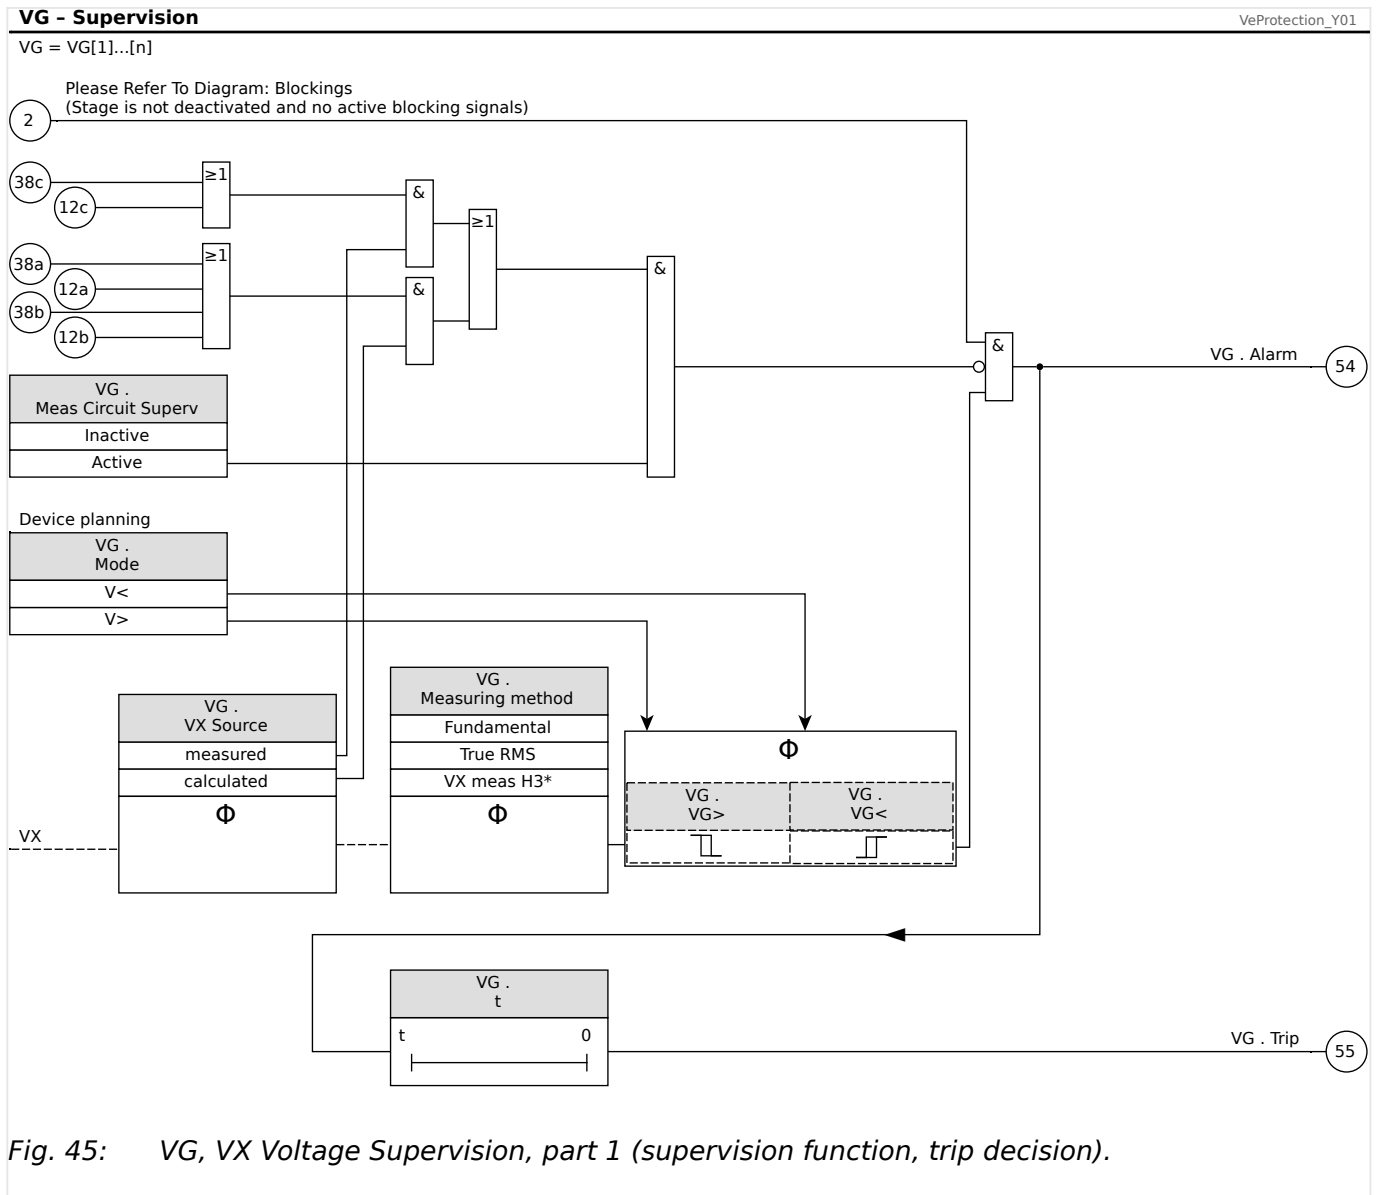 VG – Supervision
VeProtection_Y01
VG = VG[1]...[n]
Please Refer To Diagram: Blockings
(Stage is not deactivated and no active blocking signals)
2
38c
12c
≥1
&
≥1
38a
12a
38b
12b
≥1
&
&
&
VG . Alarm
54
VG .
Meas Circuit Superv
Inactive
Active
Device planning
VG .
Mode
V<
V>
VG .
VX Source
measured
calculated
Φ
VX
VG .
Measuring method
Fundamental
True RMS
VX meas H3*
Φ
Φ
VG .
VG>
VG .
VG<
VG .
t
t 0
VG . Trip
55
Fig. 45: VG, VX Voltage Supervision, part 1 (supervision function, trip decision).